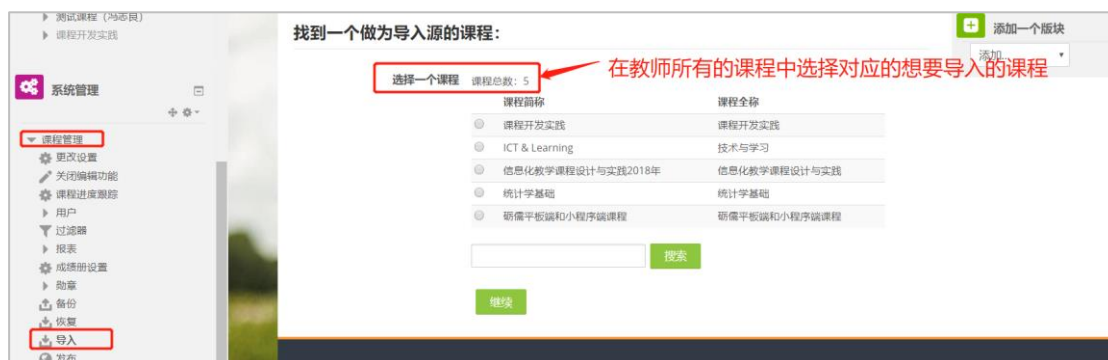 测试课程（冯志良）
课程开发实践
系统管理
课程管理
更改设置
关闭编辑功能
课程进度跟踪
用户
过滤器
报表
成绩册设置
勋章
备份
恢复
导入
发布
找到一个做为导入源的课程：
选择一个课程 课程总数：5
在教师所有的课程中选择对应的想要导入的课程
课程简称 课程全称
课程开发实践 课程开发实践
ICT & Learning 技术与学习
信息化教学课程设计与实践2018年 信息化教学课程设计与实践
统计学基础 统计学基础
砺儒平板端和小程序端课程 砺儒平板端和小程序端课程
搜索
继续
添加一个版块
添加...